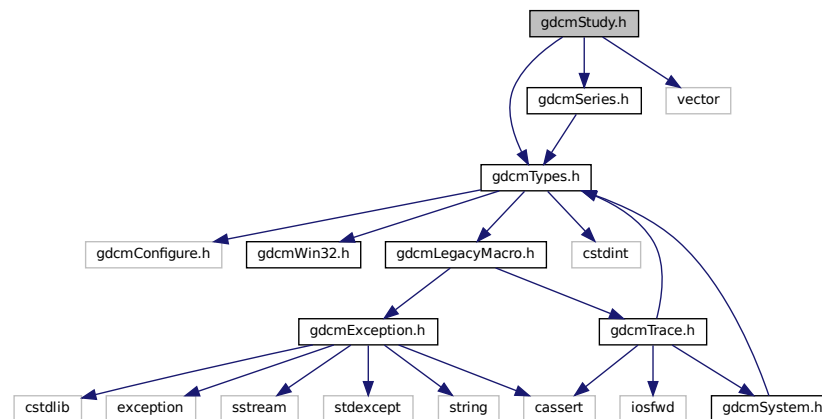 gdcmStudy.h
gdcmSeries.h
vector
gdcmTypes.h
gdcmConfigure.h
gdcmWin32.h
gdcmLegacyMacro.h
cstdint
gdcmException.h
gdcmTrace.h
cstdlib
exception
sstream
stdexcept
string
cassert
iosfwd
gdcmSystem.h